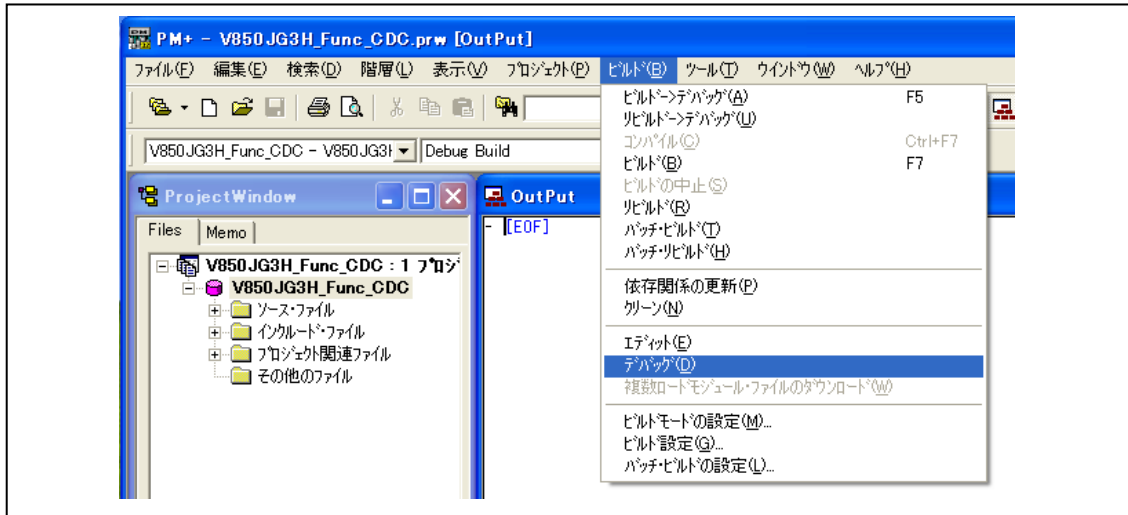 PM+ - V850JG3H_Func_CDC.prw [OutPut]
ファイル(F) 編集(E) 検索(D) 階層(L) 表示(V) プロジェクト(P) ビルド(B) ツール(T) ウインドウ(W) ヘルプ(H)
V850JG3H_Func_CDC - V850JG3H Debug Build
ProjectWindow
Files Memo
V850JG3H_Func_CDC : 1 プロジ
V850JG3H_Func_CDC
ソース・ファイル
インクルード・ファイル
プロジェクト関連ファイル
その他のファイル
OutPut
- [EOF]
ビルド->デバッグ(A) F5
リビルド->デバッグ(U)
コンパイル(C) Ctrl+F7
ビルド(B) F7
ビルドの中止(S)
リビルド(R)
バッチ・ビルド(T)
バッチ・リビルド(H)
依存関係の更新(P)
クリーン(N)
エディット(E)
デバッグ(D)
複数ロードモジュール・ファイルのダウンロード(W)
ビルドモードの設定(M)...
ビルド設定(G)...
バッチ・ビルドの設定(L)...